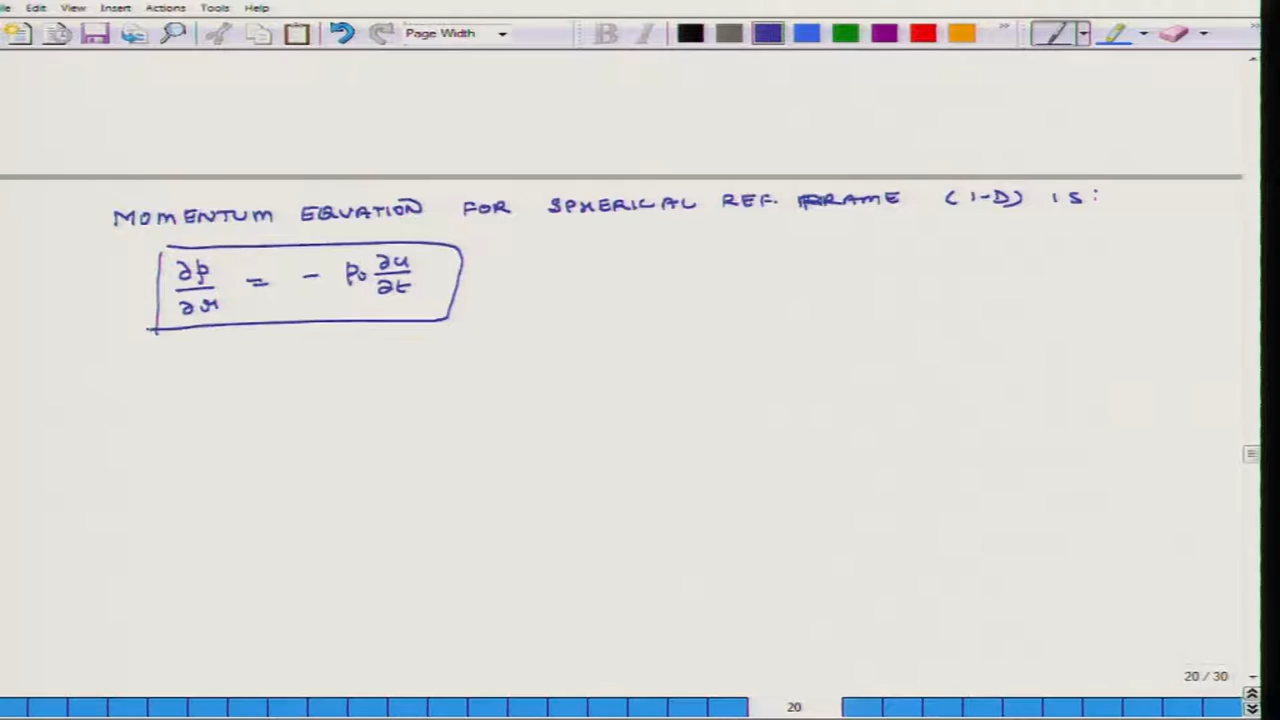 Edit View Insert Actions Tools Help
Page Width
MOMENTUM EQUATION FOR SPHERICAL REF. FRAME (1-D) IS:
∂p/∂r = - ρ₀ ∂u/∂t
20 / 30
20